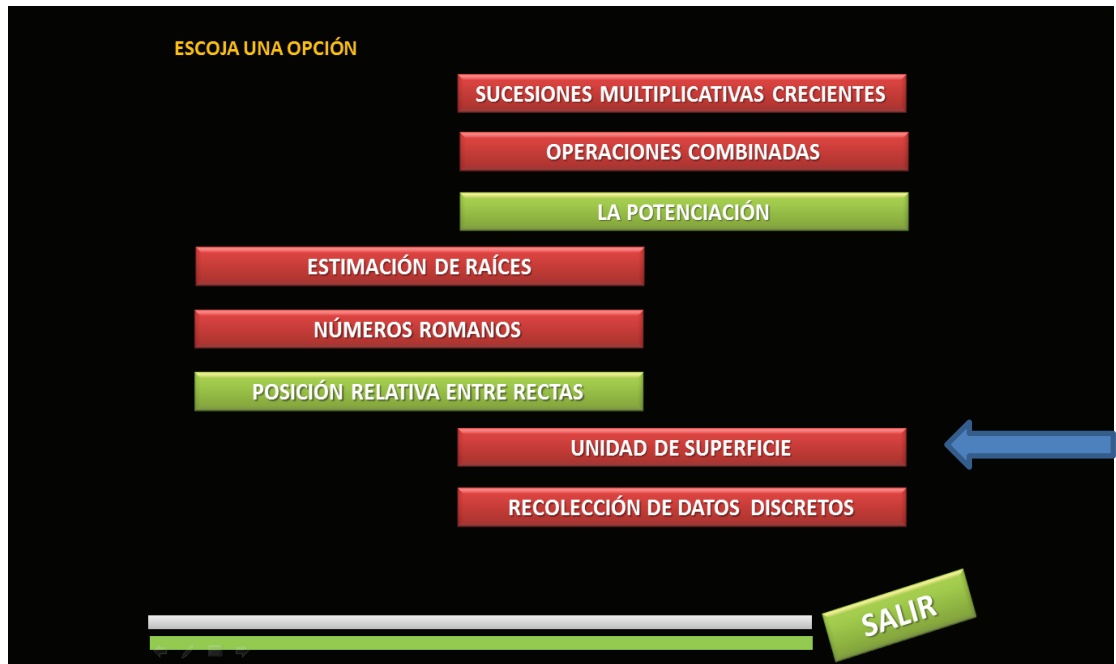 ESCOJA UNA OPCIÓN
SUCESIONES MULTIPLICATIVAS CRECIENTES
OPERACIONES COMBINADAS
LA POTENCIACIÓN
ESTIMACIÓN DE RAÍCES
NÚMEROS ROMANOS
POSICIÓN RELATIVA ENTRE RECTAS
UNIDAD DE SUPERFICIE
RECOLECCIÓN DE DATOS DISCRETOS
SALIR